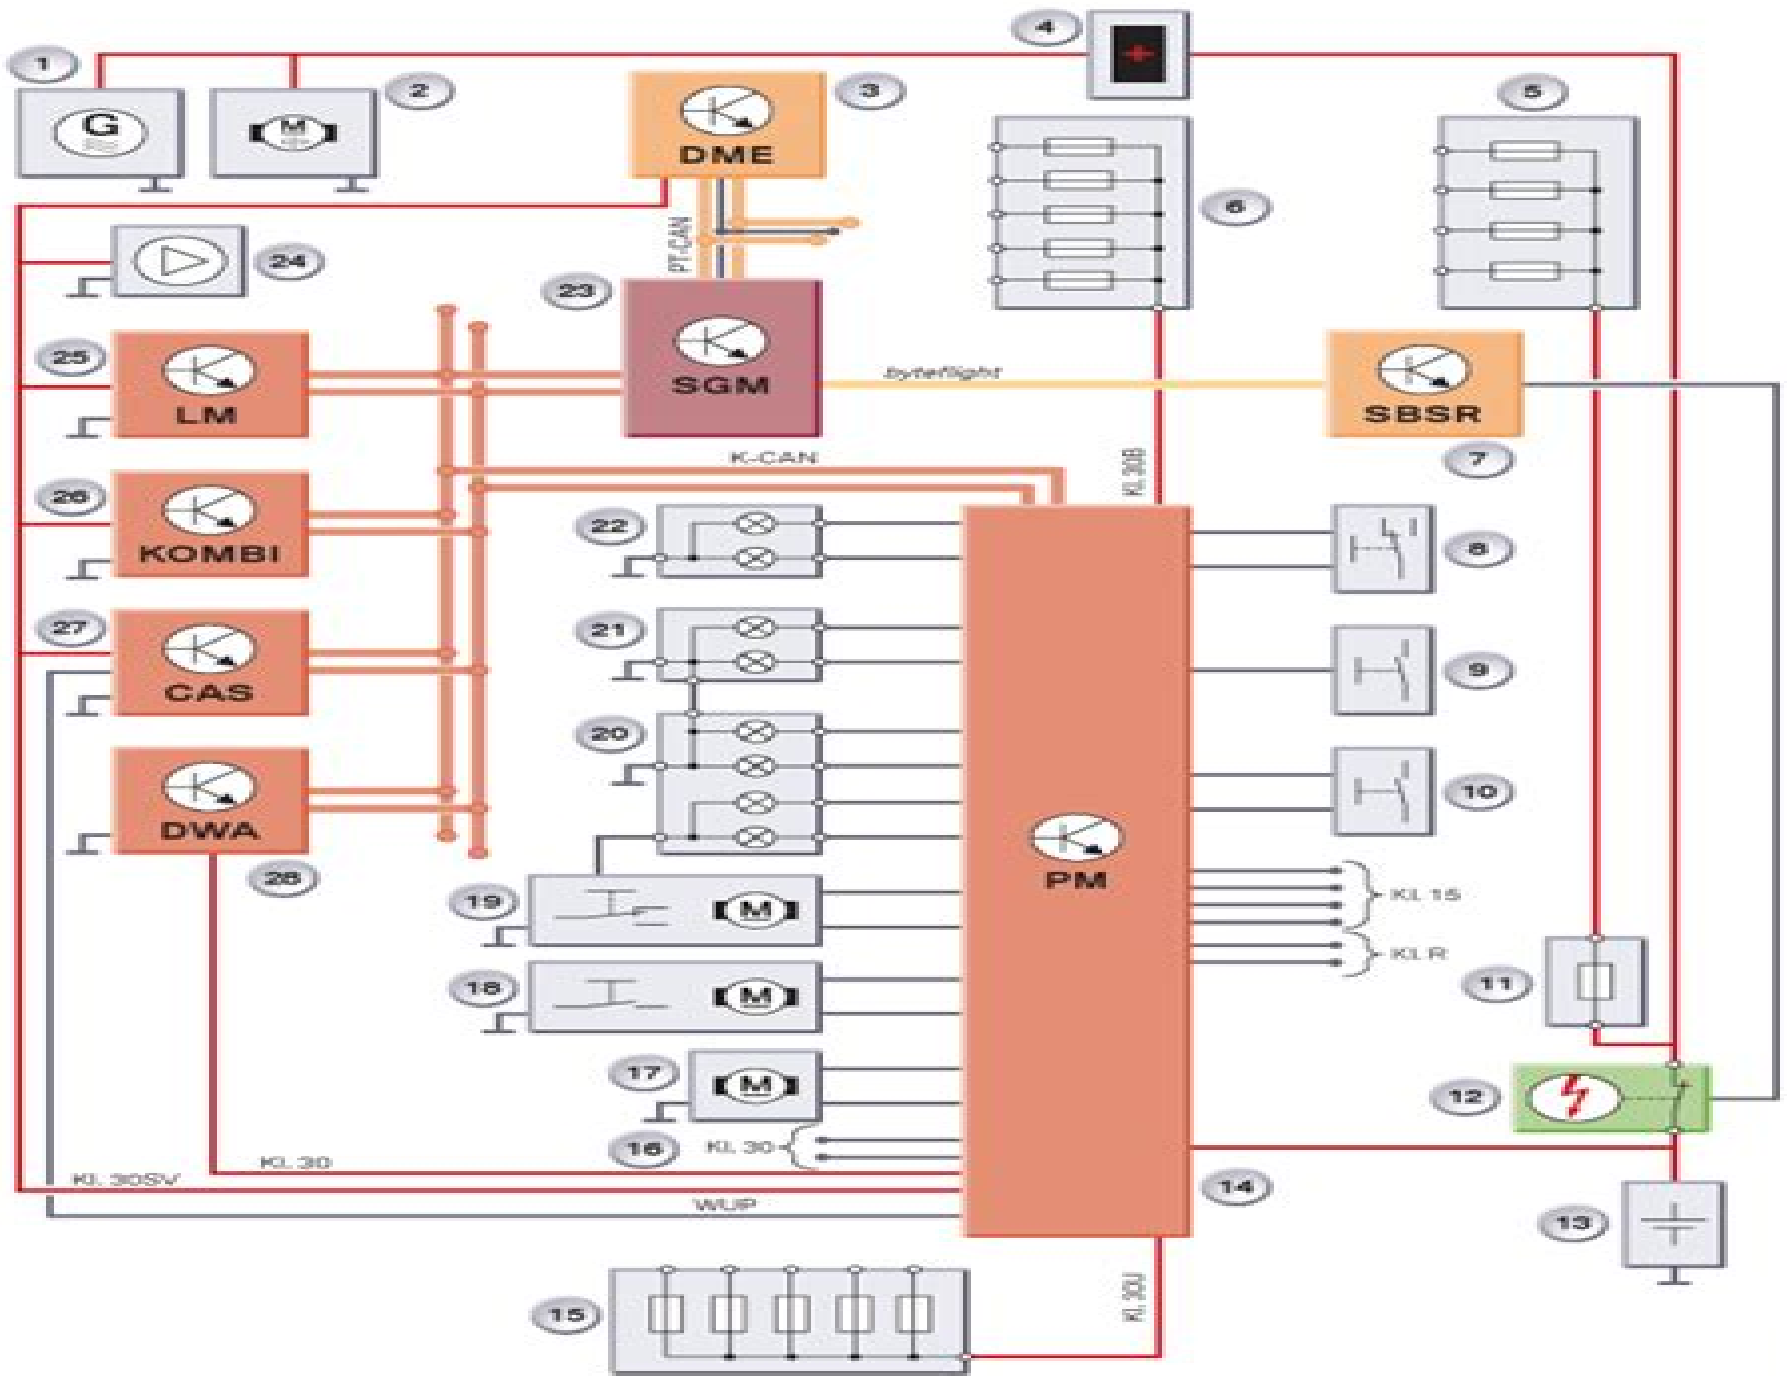 4
1
2
3
5
G
M
DME
6
PT-CAN
24
23
25
LM
SGM
byteflight
SBSR
7
K-CAN
Kl. 30B
26
KOMBI
22
8
27
CAS
21
9
20
10
DWA
28
PM
19
M
Kl. 15
Kl. R
11
18
M
17
M
12
16
Kl. 30
Kl. 30
Kl. 30SV
WUP
14
13
15
Kl. 30U